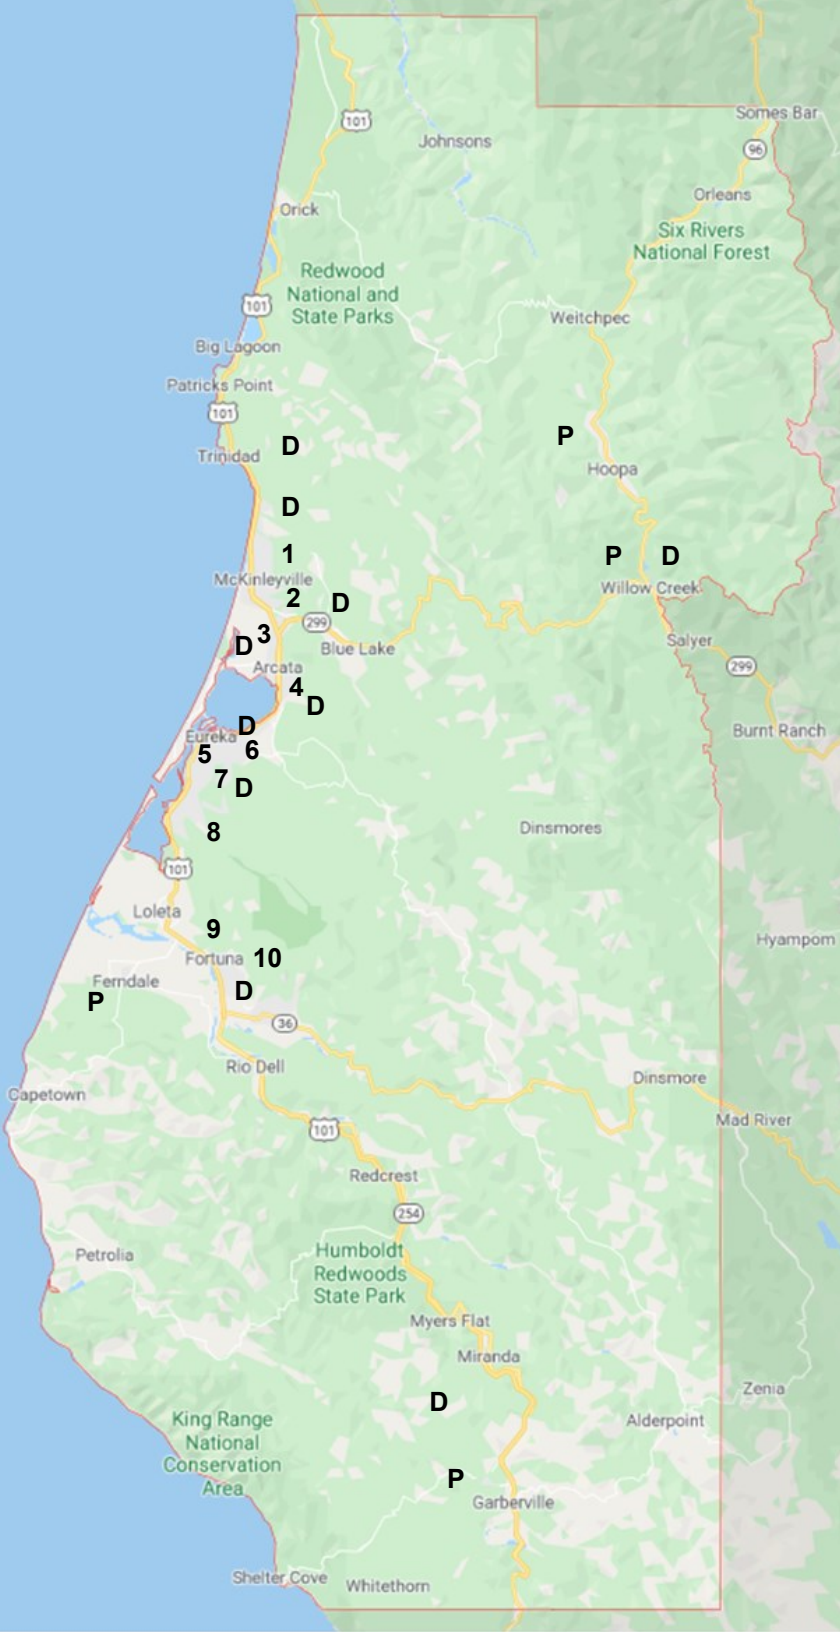 101
Somes Bar
Johnsons
96
Orleans
Orick
Six Rivers
National Forest
Redwood
National and
State Parks
101
Weitchpec
Big Lagoon
Patricks Point
101
P
D
Trinidad
Hoopa
D
1
P D
McKinleyville
Willow Creek
2 D
299
3
D
Blue Lake
Salyer
Arcata
299
4
D
D
Burnt Ranch
Eureka
5 6
7
D
Dinsmores
8
101
Loleta
9
Hyampom
Fortuna 10
Ferndale
D
P
36
Rio Dell
Dinsmore
Capetown
Mad River
101
Redcrest
254
Petrolia
Humboldt
Redwoods
State Park
Myers Flat
Miranda
Zenia
D
King Range
National
Conservation
Area
Alderpoint
P
Garberville
Shelter Cove
Whitethorn